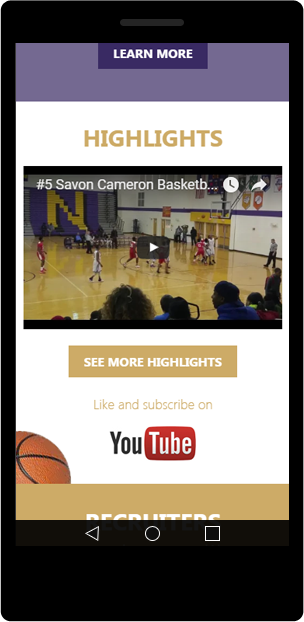 LEARN MORE
HIGHLIGHTS
#5 Savon Cameron Basketb...
N
SEE MORE HIGHLIGHTS
Like and subscribe on
YouTube
RECRUITERS